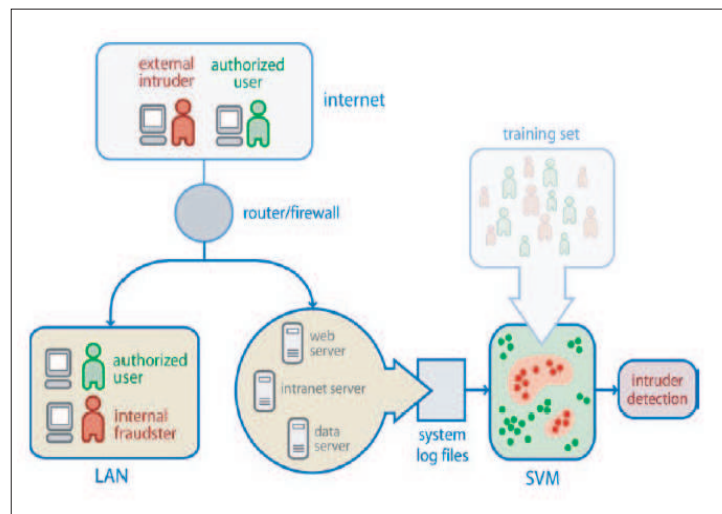 external
intruder
authorized
user
internet
training set
router/firewall
authorized
user
internal
fraudster
LAN
web
server
intranet server
data
server
system
log files
SVM
intruder
detection